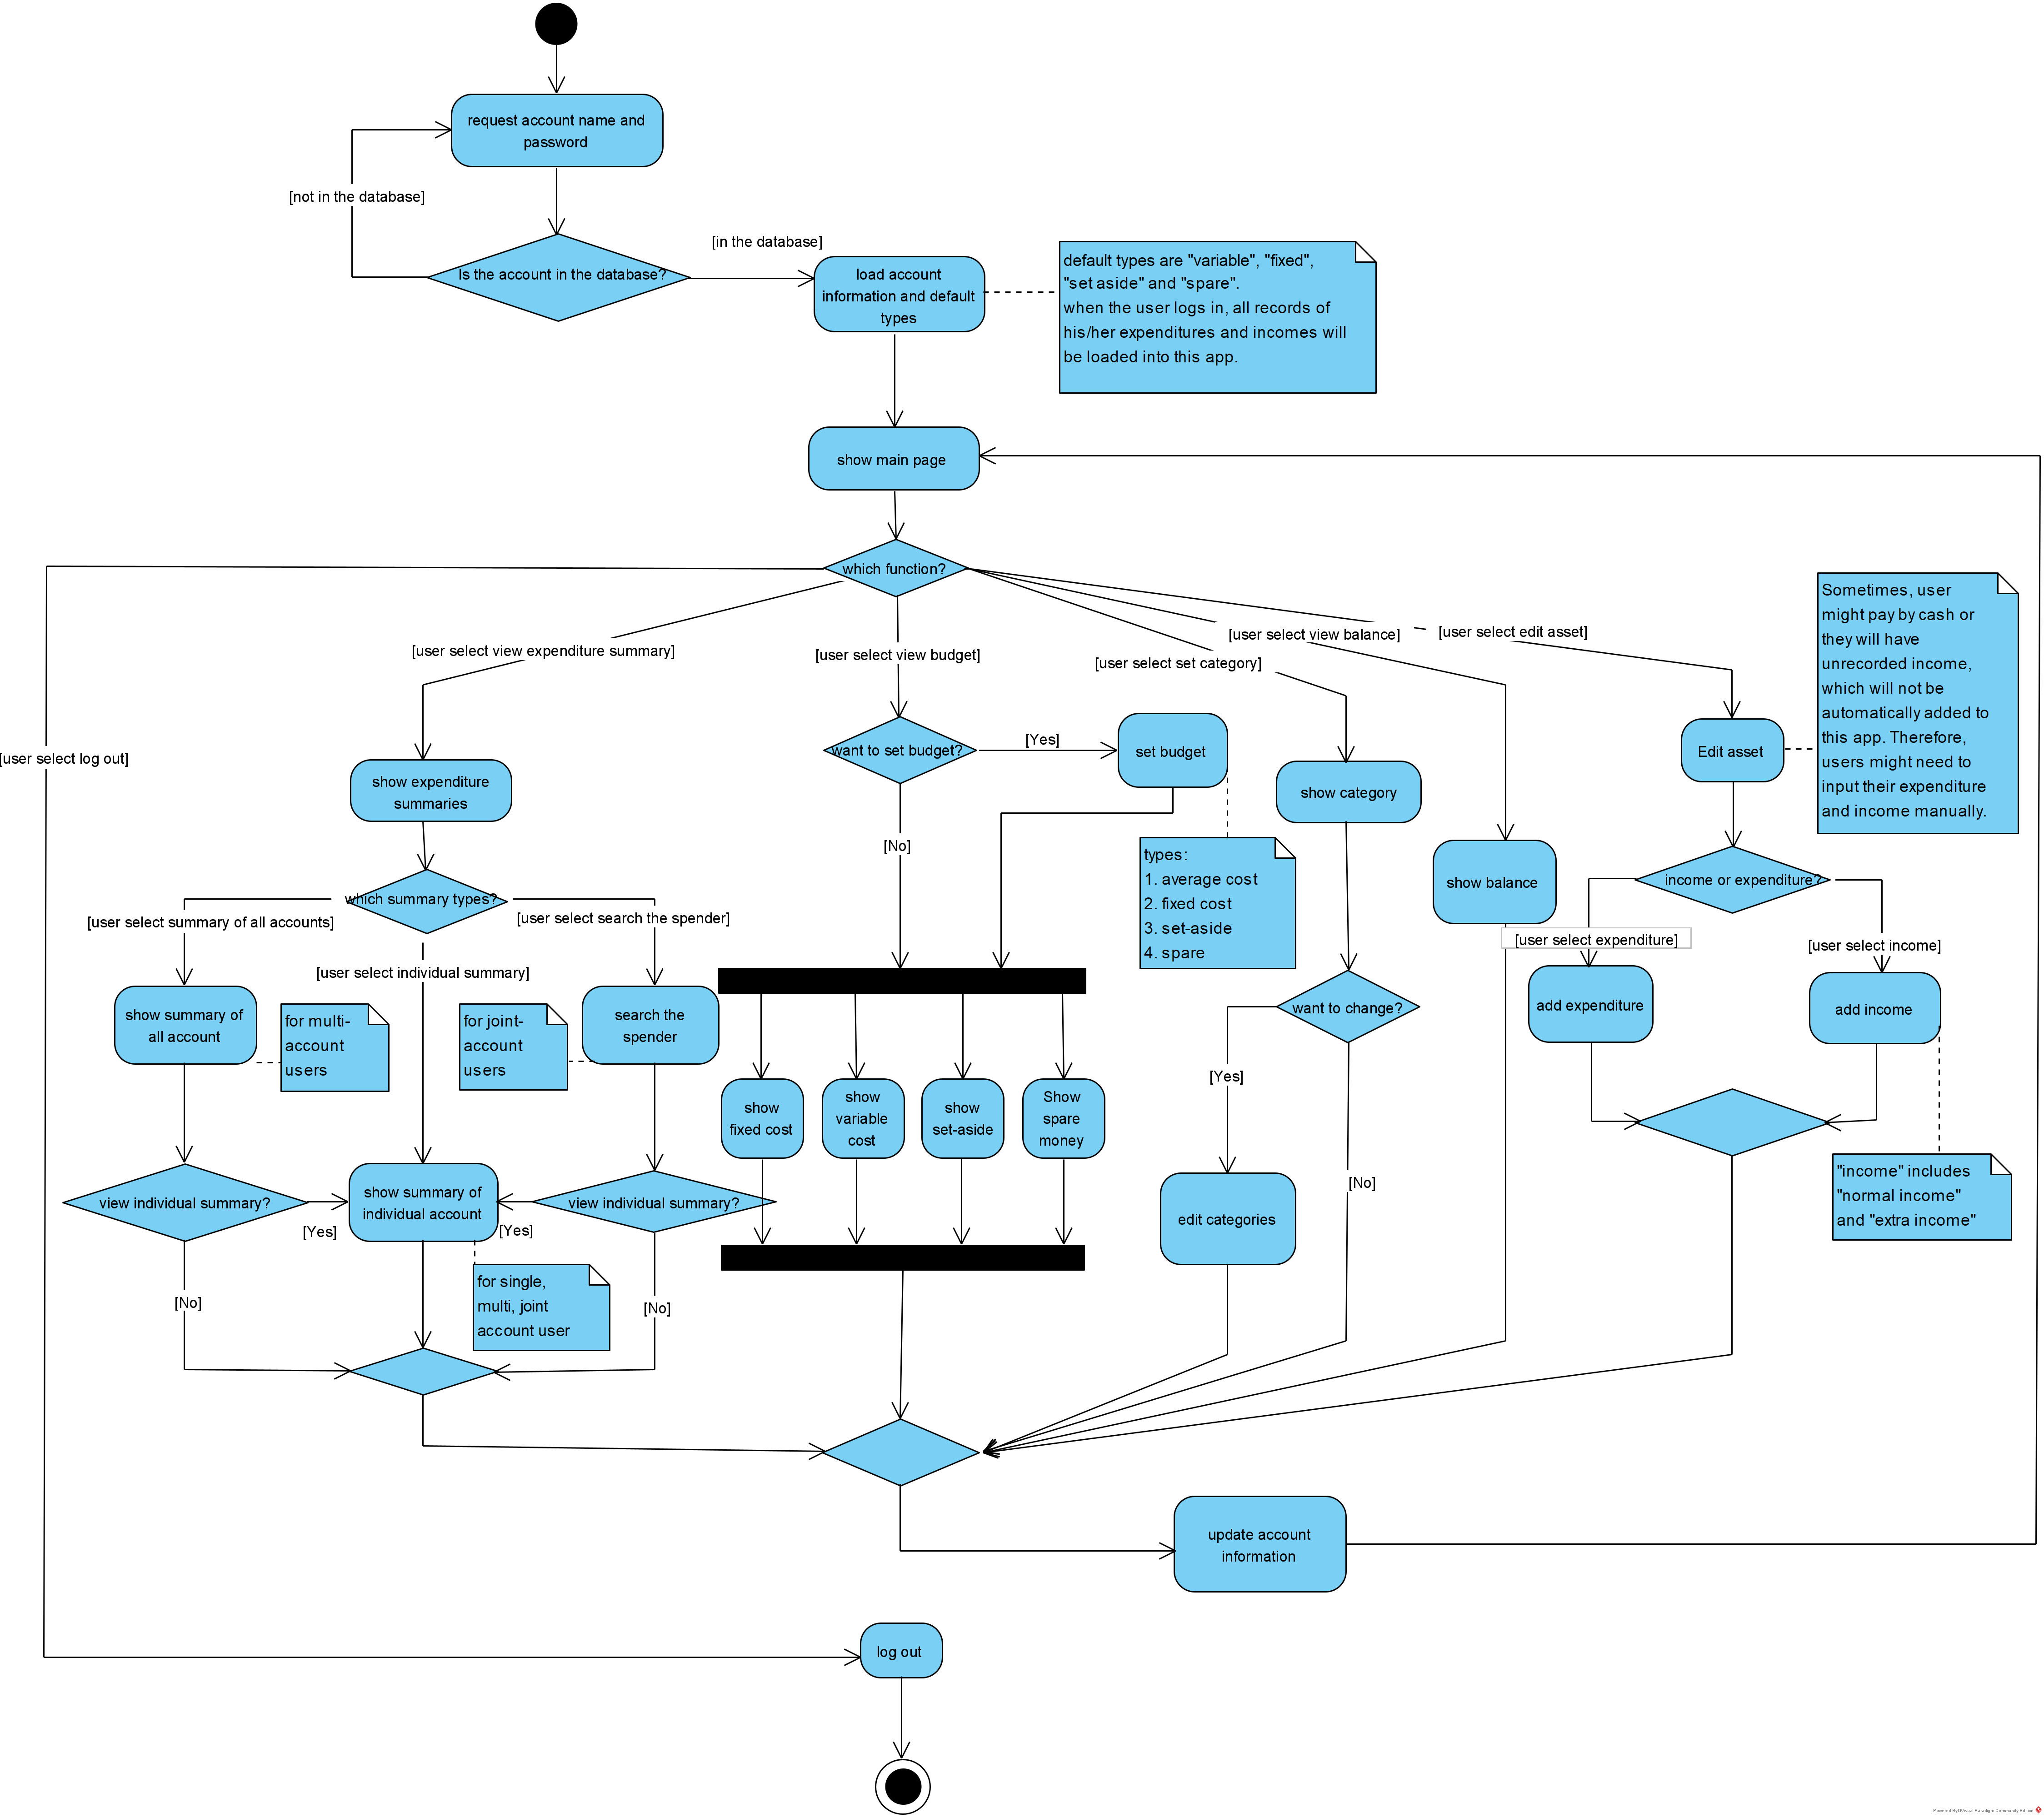 request account name and
password
[not in the database]
Is the account in the database?
[in the database]
load account
information and default
types
default types are "variable", "fixed",
"set aside" and "spare".
when the user logs in, all records of
his/her expenditures and incomes will
be loaded into this app.
show main page
which function?
[user select log out]
[user select view expenditure summary]
[user select view budget]
[user select set category]
[user select view balance]
[user select edit asset]
Sometimes, user
might pay by cash or
they will have
unrecorded income,
which will not be
automatically added to
this app. Therefore,
users might need to
input their expenditure
and income manually.
show expenditure
summaries
want to set budget?
[Yes]
set budget
[No]
types:
1. average cost
2. fixed cost
3. set-aside
4. spare
show category
show balance
Edit asset
income or expenditure?
[user select expenditure]
[user select income]
add expenditure
add income
"income" includes
"normal income"
and "extra income"
which summary types?
[user select summary of all accounts]
[user select individual summary]
[user select search the spender]
show summary of
all account
for multi-
account
users
for joint-
account
users
search the
spender
view individual summary?
[Yes]
[No]
show summary of
individual account
view individual summary?
[Yes]
[No]
for single,
multi, joint
account user
show
fixed cost
show
variable
cost
show
set-aside
Show
spare
money
want to change?
[Yes]
[No]
edit categories
update account
information
log out
Powered By Visual Paradigm Community Edition